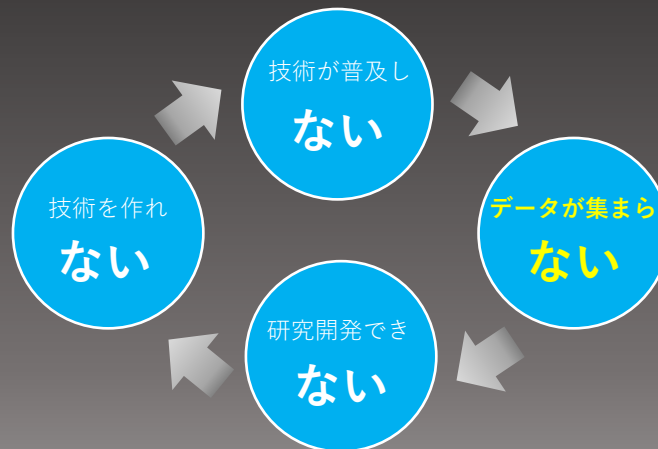 技術が普及し
ない
データが集まら
ない
研究開発でき
ない
技術を作れ
ない